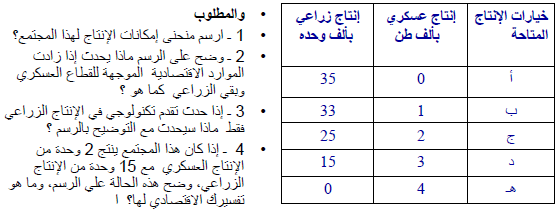 خيارات الإنتاج المتاحة
إنتاج عسكري بألف طن
إنتاج زراعي بألف وحده
أ 0 35
ب 1 33
ج 2 25
د 3 15
هـ 4 0
• والمطلوب
• 1 ـ ارسم منحنى إمكانات الإنتاج لهذا المجتمع؟
• 2 ـ وضح على الرسم ماذا يحدث إذا زادت
الموارد الاقتصادية الموجهة للقطاع العسكري
وبقي الزراعي كما هو ؟
• 3 ـ إذا حدث تقدم تكنولوجي في الإنتاج الزراعي
فقط ماذا سيحدث مع التوضيح بالرسم ؟
• 4 ـ إذا كان هذا المجتمع ينتج 2 وحدة من
الإنتاج العسكري مع 15 وحدة من الإنتاج
الزراعي، وضح هذه الحالة علي الرسم، وما هو
تفسيرك الاقتصادي لها؟ ا